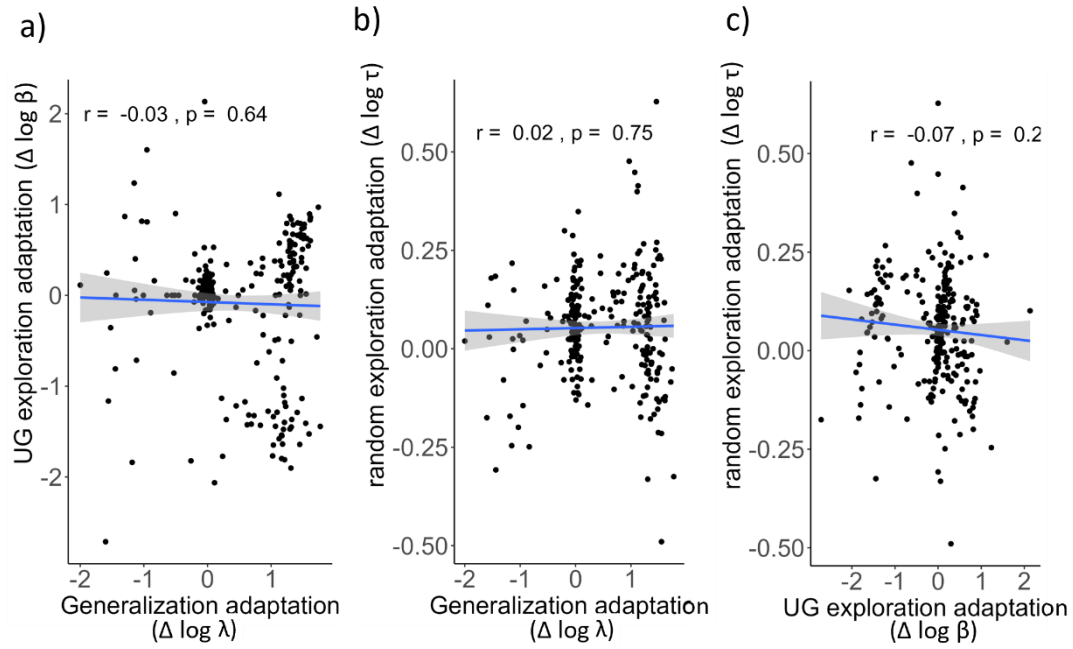 a)
UG exploration adaptation (Δ log β)
r = -0.03 , p = 0.64
2
1
0
-1
-2
-2 -1 0 1
Generalization adaptation
(Δ log λ)
b)
random exploration adaptation (Δ log τ)
r = 0.02 , p = 0.75
0.50
0.25
0.00
-0.25
-0.50
-2 -1 0 1
Generalization adaptation
(Δ log λ)
c)
random exploration adaptation (Δ log τ)
r = -0.07 , p = 0.2
0.50
0.25
0.00
-0.25
-0.50
-2 -1 0 1 2
UG exploration adaptation
(Δ log β)